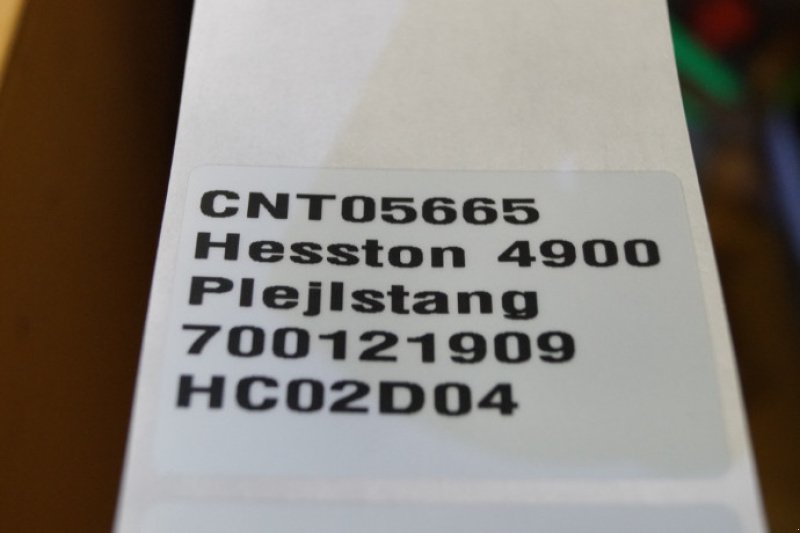 CNT05665
Hesston 4900
Plejlstang
700121909
HC02D04